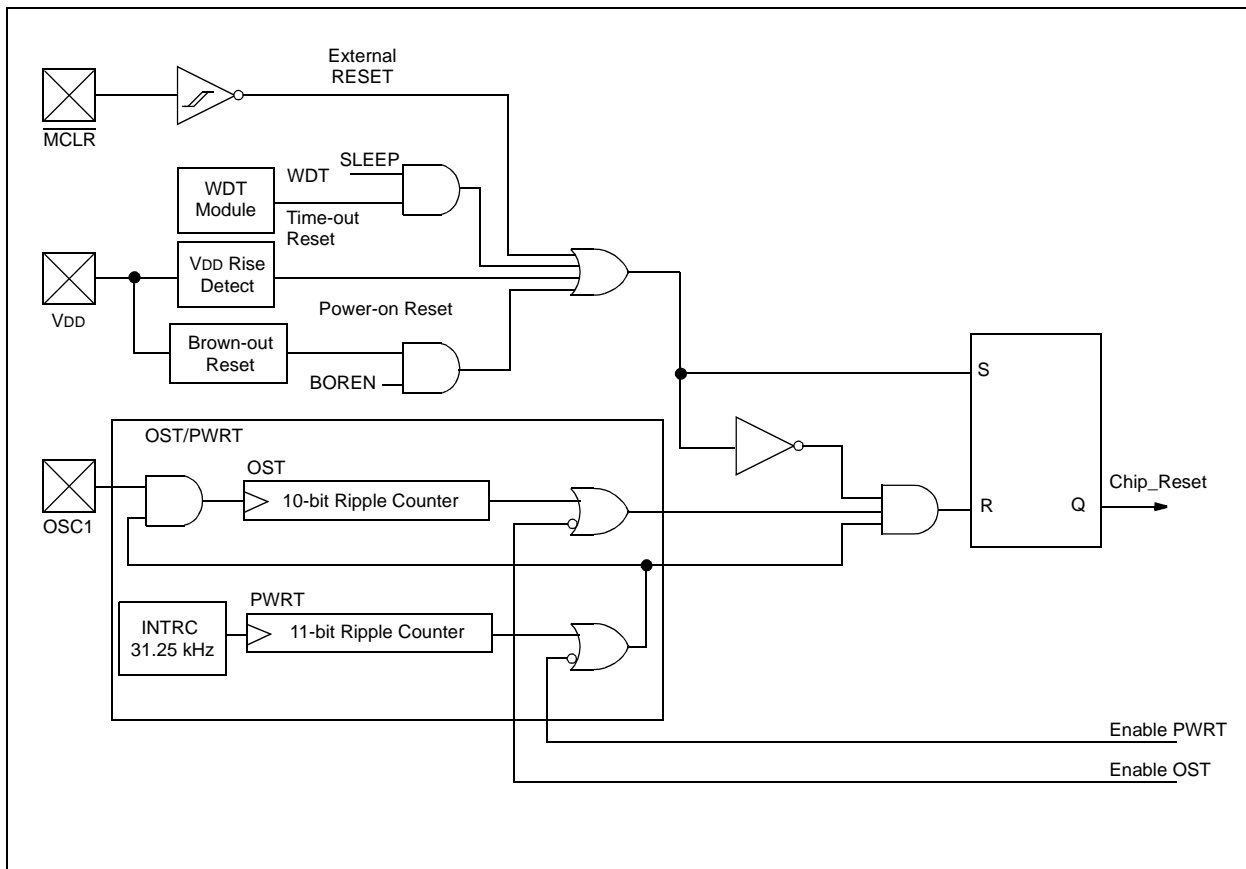 External
RESET
MCLR
SLEEP
WDT
WDT
Module
Time-out
Reset
VDD Rise
Detect
VDD
Power-on Reset
Brown-out
Reset
BOREN
S
OST/PWRT
OST
OSC1
10-bit Ripple Counter
Chip_Reset
R
Q
PWRT
INTRC
31.25 kHz
11-bit Ripple Counter
Enable PWRT
Enable OST